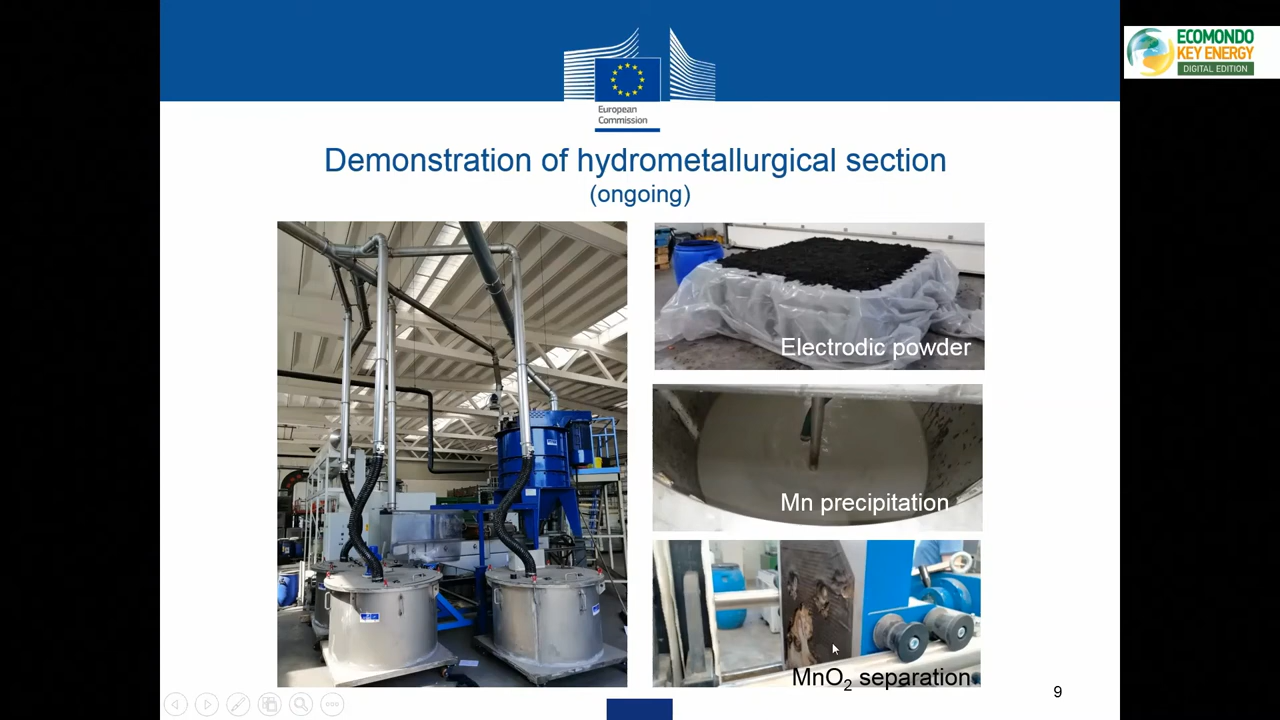 ECOMONDO
KEY ENERGY
DIGITAL EDITION
European
Commission
Demonstration of hydrometallurgical section
(ongoing)
Electrodic powder
Mn precipitation
MnO₂ separation
9